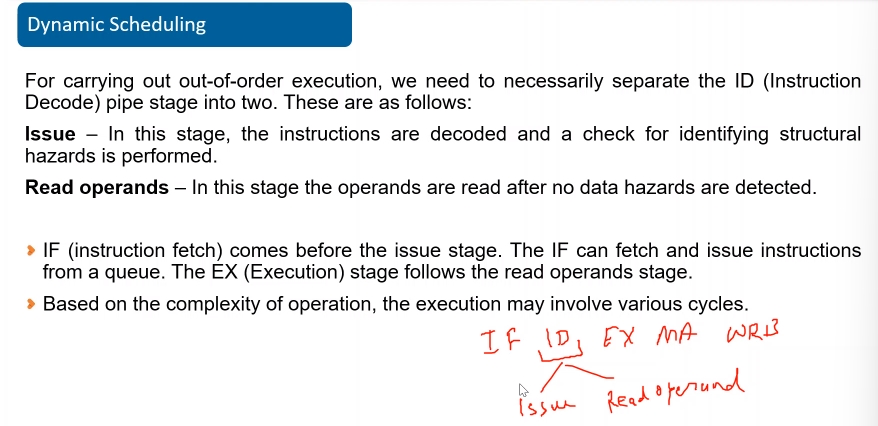 Dynamic Scheduling
For carrying out out-of-order execution, we need to necessarily separate the ID (Instruction
Decode) pipe stage into two. These are as follows:
Issue – In this stage, the instructions are decoded and a check for identifying structural
hazards is performed.
Read operands – In this stage the operands are read after no data hazards are detected.
IF (instruction fetch) comes before the issue stage. The IF can fetch and issue instructions
from a queue. The EX (Execution) stage follows the read operands stage.
Based on the complexity of operation, the execution may involve various cycles.
IF ID, EX MA WRB
Issue Read operand